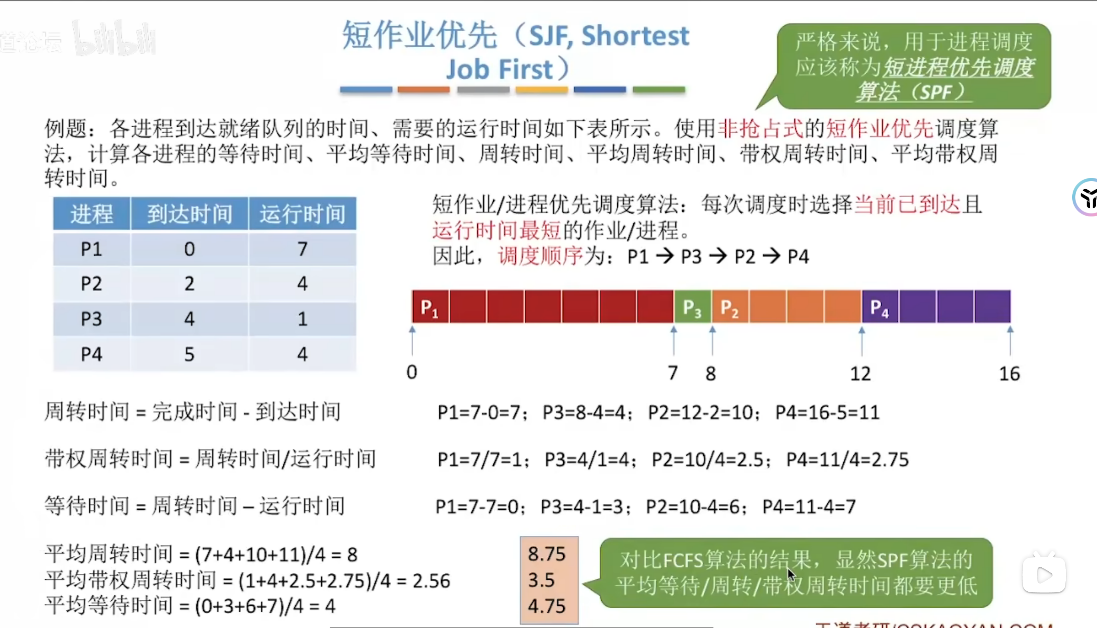 道论坛 bilibili
短作业优先（SJF, Shortest
Job First）
严格来说，用于进程调度
应该称为短进程优先调度
算法（SPF）
例题：各进程到达就绪队列的时间、需要的运行时间如下表所示。使用非抢占式的短作业优先调度算
法，计算各进程的等待时间、平均等待时间、周转时间、平均周转时间、带权周转时间、平均带权周
转时间。
进程 到达时间 运行时间
P1 0 7
P2 2 4
P3 4 1
P4 5 4
短作业/进程优先调度算法：每次调度时选择当前已到达且
运行时间最短的作业/进程。
因此，调度顺序为：P1 → P3 → P2 → P4
P1 P3 P2 P4
0 7 8 12 16
周转时间 = 完成时间 - 到达时间 P1=7-0=7；P3=8-4=4；P2=12-2=10；P4=16-5=11
带权周转时间 = 周转时间/运行时间 P1=7/7=1；P3=4/1=4；P2=10/4=2.5；P4=11/4=2.75
等待时间 = 周转时间 – 运行时间 P1=7-7=0；P3=4-1=3；P2=10-4=6；P4=11-4=7
平均周转时间 = (7+4+10+11)/4 = 8
平均带权周转时间 = (1+4+2.5+2.75)/4 = 2.56
平均等待时间 = (0+3+6+7)/4 = 4
8.75
3.5
4.75
对比FCFS算法的结果，显然SPF算法的
平均等待/周转/带权周转时间都要更低